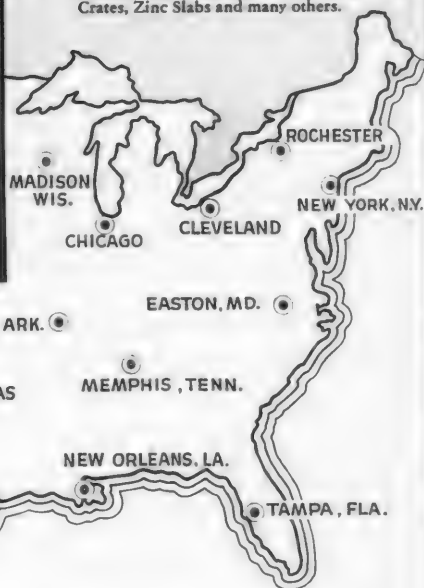 Crates, Zinc Slabs and many others.
ROCHESTER
MADISON
WIS.
NEW YORK, N.Y.
CHICAGO
CLEVELAND
EASTON, MD.
ARK.
MEMPHIS, TENN.
AS
NEW ORLEANS, LA.
TAMPA, FLA.